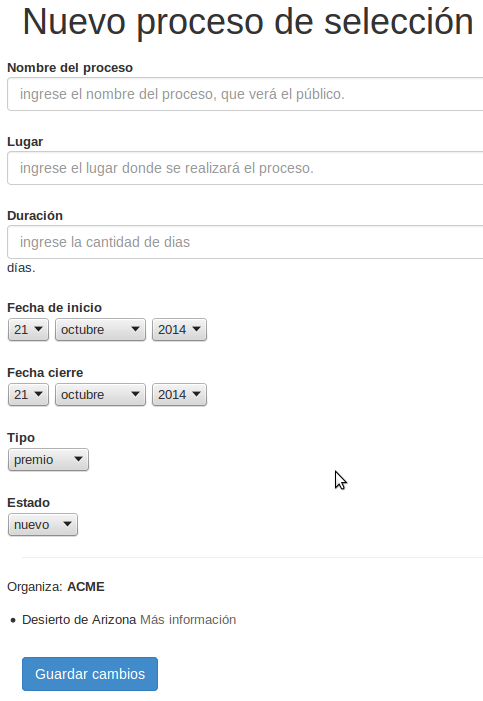 Nuevo proceso de selección
Nombre del proceso
ingrese el nombre del proceso, que verá el público.
Lugar
ingrese el lugar donde se realizará el proceso.
Duración
ingrese la cantidad de dias
días.
Fecha de inicio
21 octubre 2014
Fecha cierre
21 octubre 2014
Tipo
premio
Estado
nuevo
Organiza: ACME
• Desierto de Arizona Más información
Guardar cambios